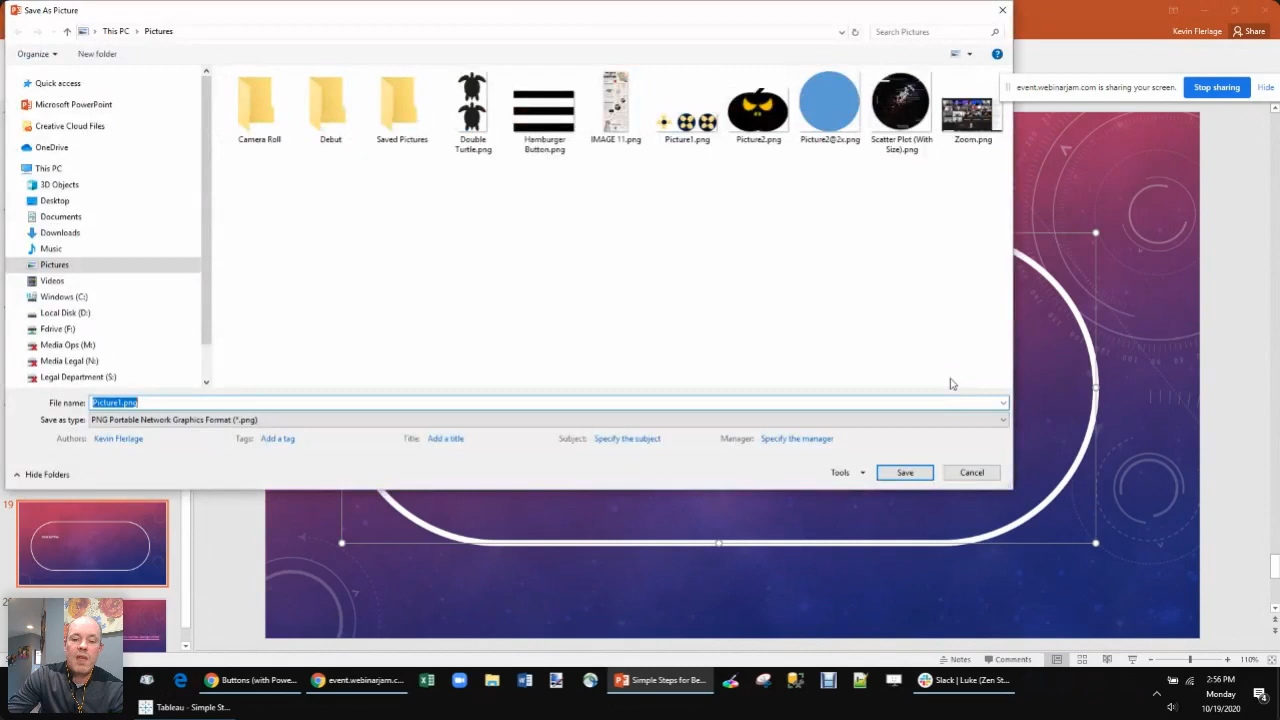 Save As Picture
This PC > Pictures
Search Pictures
Kevin Flerlage
Share
Organize
New folder
event.webinarjam.com is sharing your screen.
Stop sharing
Hide
Quick access
Microsoft PowerPoint
Creative Cloud Files
OneDrive
This PC
3D Objects
Desktop
Documents
Downloads
Music
Pictures
Videos
Windows (C:)
Local Disk (D:)
Fdrive (F:)
Media Ops (M:)
Media Legal (N:)
Legal Department (S:)
Camera Roll
Debut
Saved Pictures
Double Turtle.png
Hamburger Button.png
IMAGE 11.png
Picture1.png
Picture2.png
Picture2@2x.png
Scatter Plot (With Size).png
Zoom.png
File name: Picture1.png
Save as type: PNG Portable Network Graphics Format (*.png)
Authors: Kevin Flerlage
Tags: Add a tag
Title: Add a title
Subject: Specify the subject
Manager: Specify the manager
Hide Folders
Tools
Save
Cancel
19
Notes
Comments
110%
Buttons (with Powe...
event.webinarjam.c...
Simple Steps for Be...
Slack | Luke (Zen St...
Tableau - Simple St...
2:56 PM
Monday
10/19/2020
4